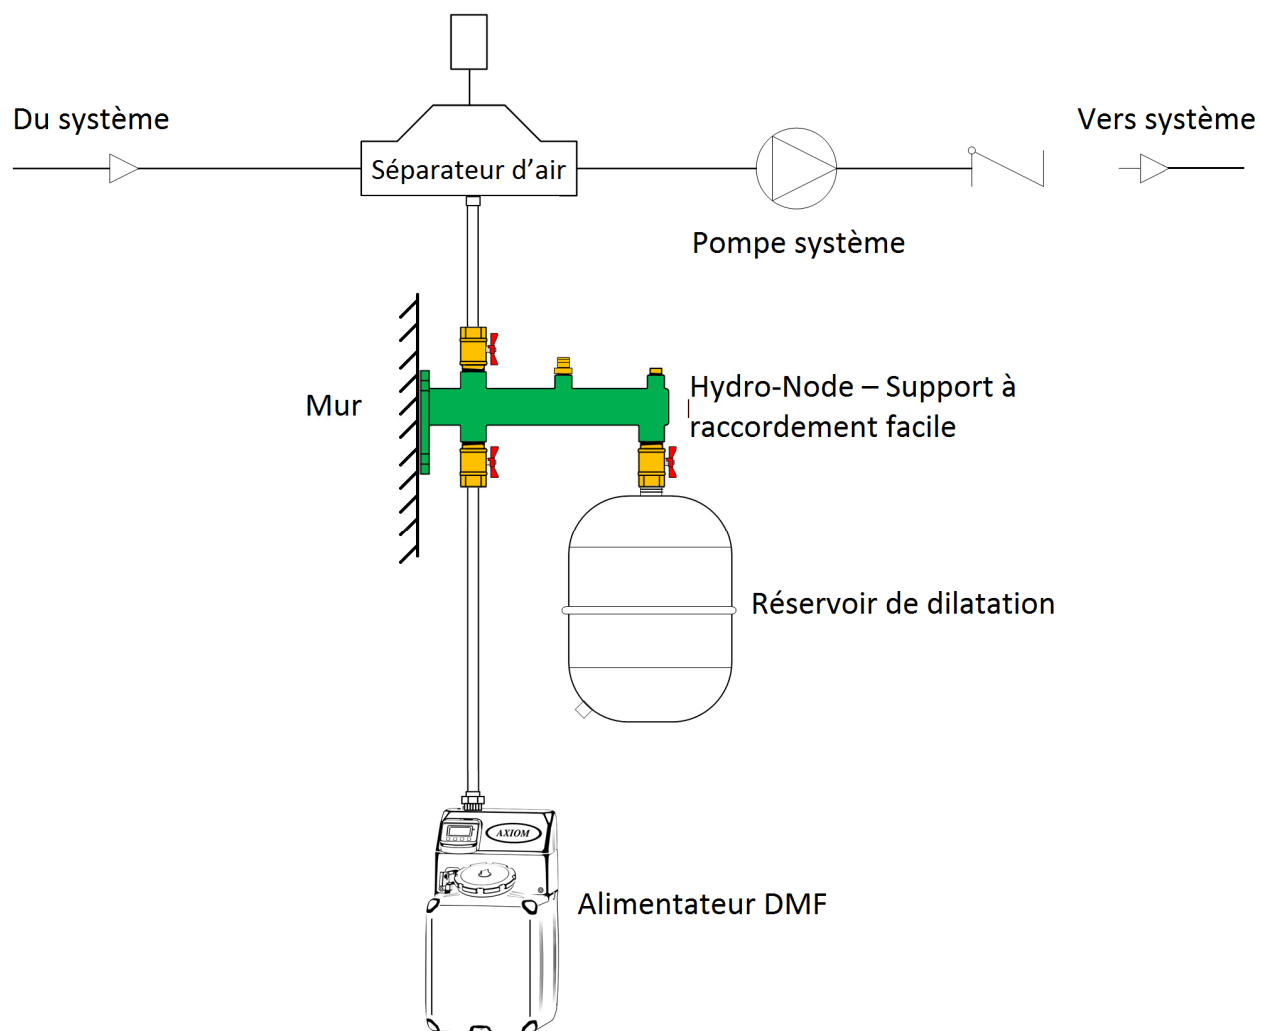 Du système
Vers système
Séparateur d’air
Pompe système
Mur
Hydro-Node – Support à
raccordement facile
Réservoir de dilatation
AXIOM
Alimentateur DMF